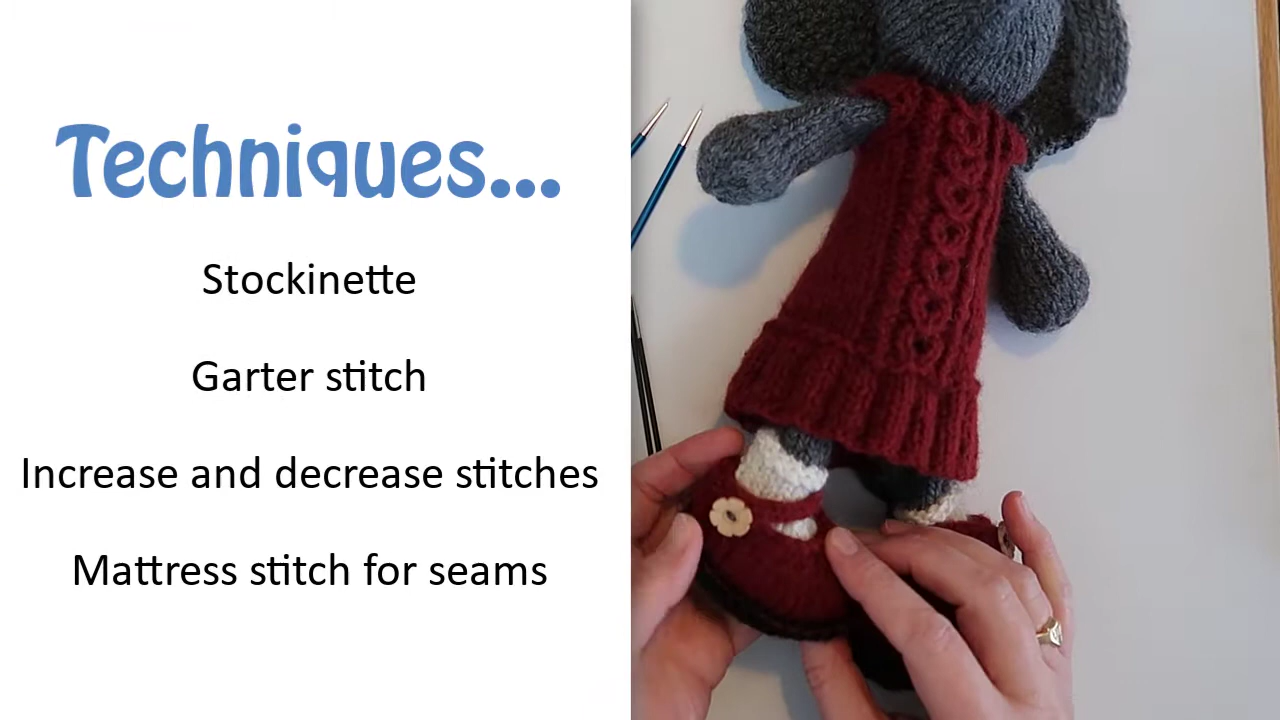 Techniques...
Stockinette
Garter stitch
Increase and decrease stitches
Mattress stitch for seams